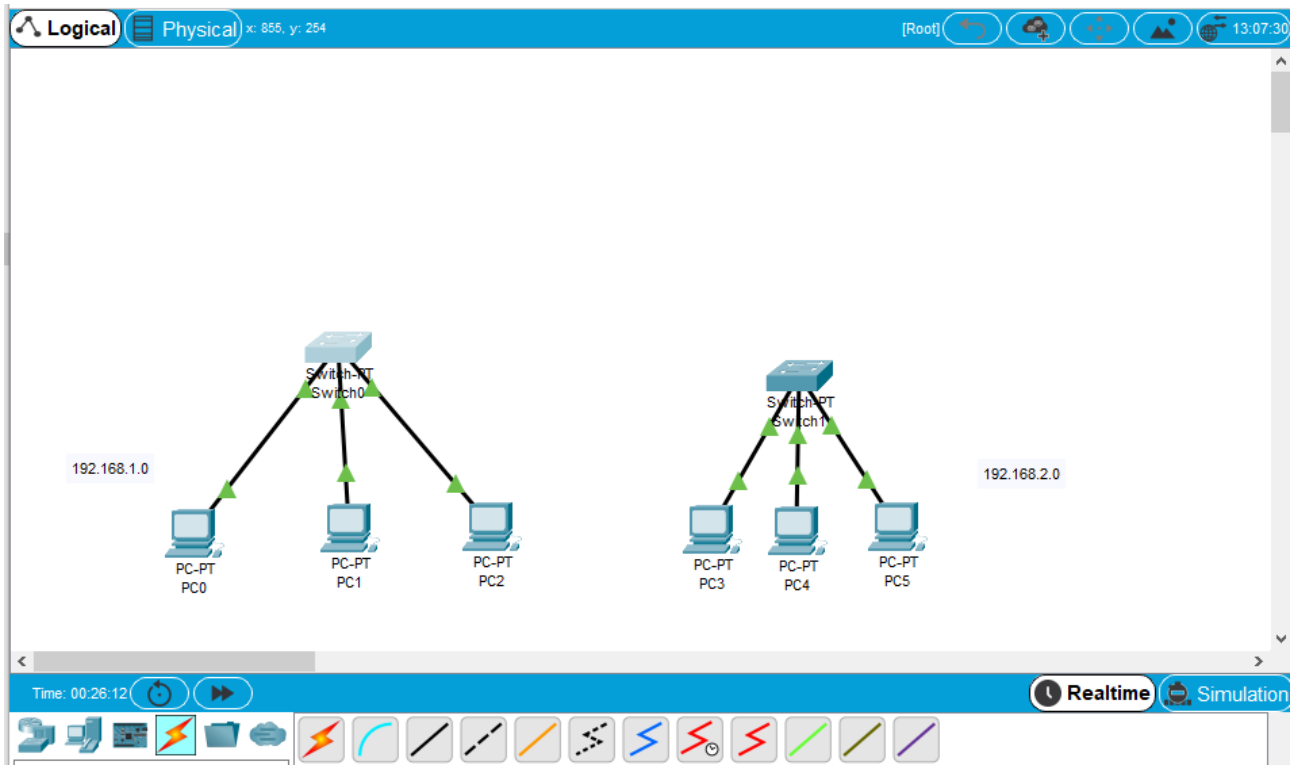 Logical
Physical
x: 855, y: 254
[Root]
13:07:30
Switch-PT
Switch0
Switch-PT
Switch1
192.168.1.0
192.168.2.0
PC-PT
PC0
PC-PT
PC1
PC-PT
PC2
PC-PT
PC3
PC-PT
PC4
PC-PT
PC5
Time: 00:26:12
Realtime
Simulation